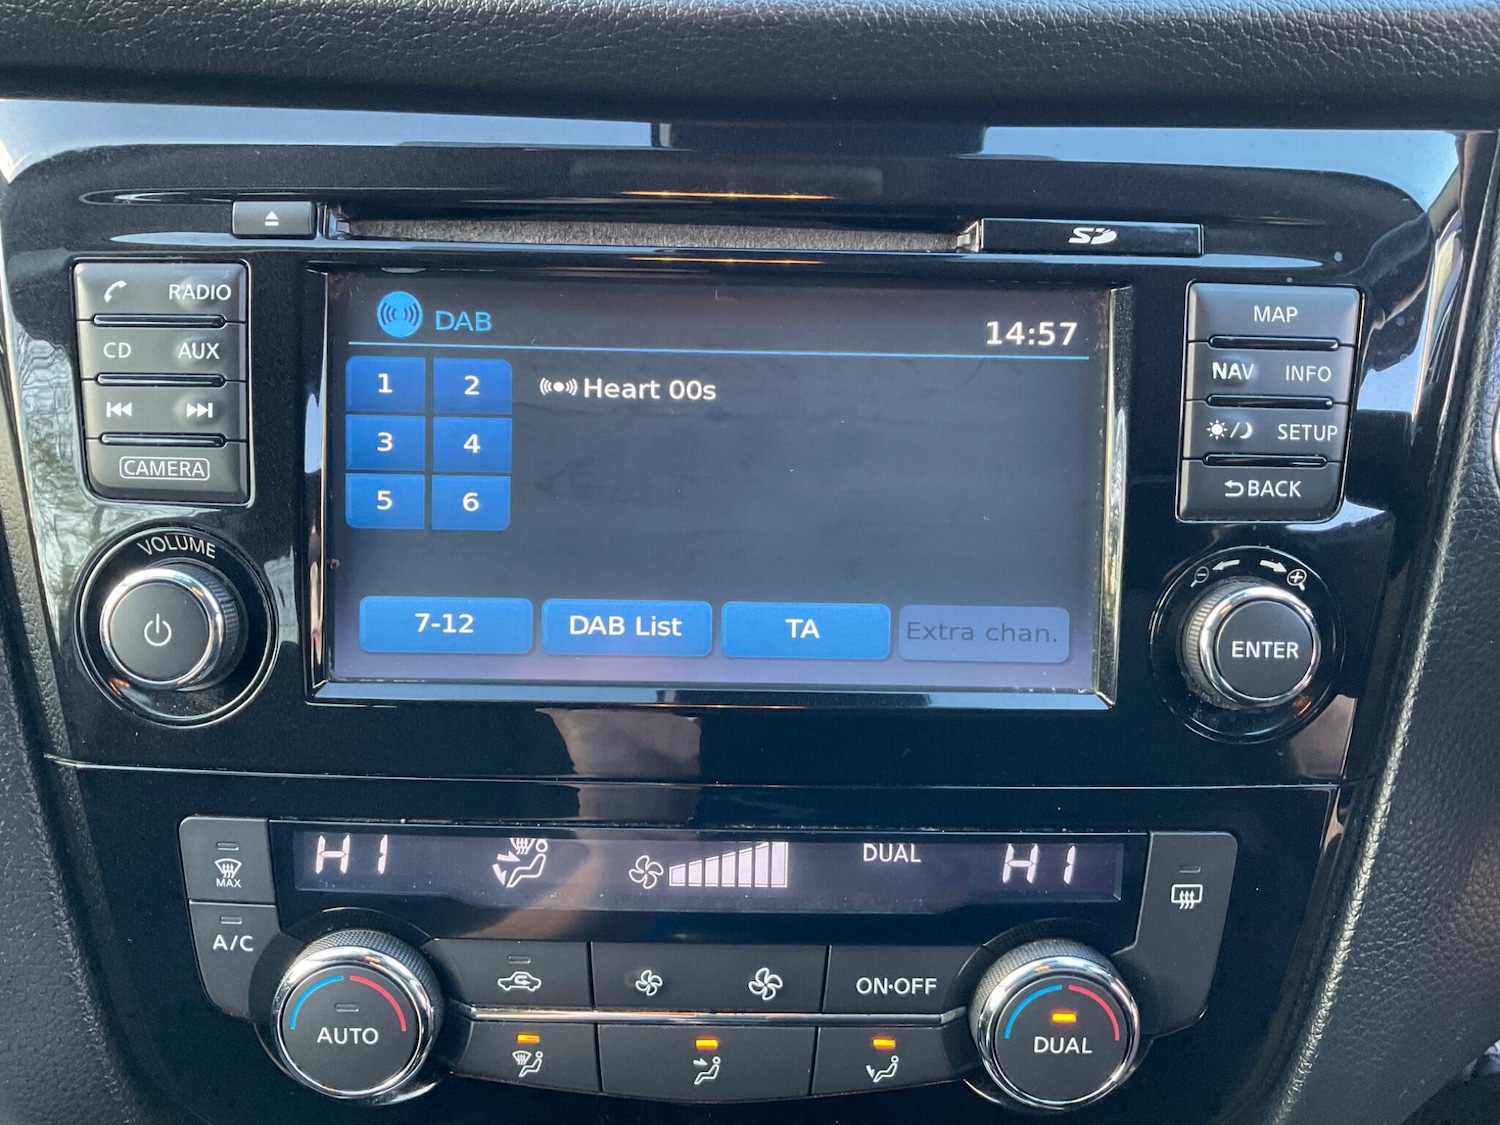 SD
RADIO
CD AUX
CAMERA
VOLUME
DAB
14:57
1 2
3 4
5 6
Heart 00s
7-12 DAB List TA Extra chan.
MAP
NAV INFO
SETUP
BACK
ENTER
HI DUAL HI
MAX
A/C
AUTO
ON·OFF
DUAL